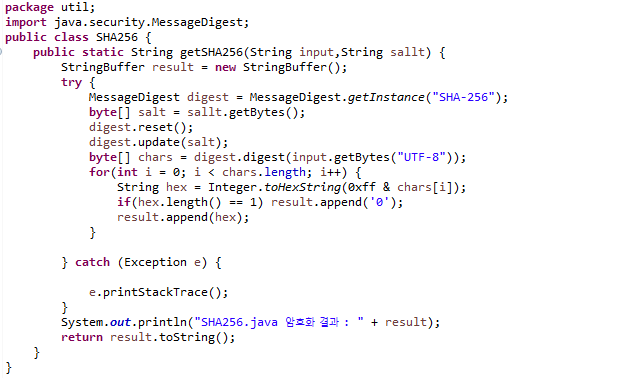 package util;
import java.security.MessageDigest;
public class SHA256 {
    public static String getSHA256(String input,String sallt) {
        StringBuffer result = new StringBuffer();
        try {
            MessageDigest digest = MessageDigest.getInstance("SHA-256");
            byte[] salt = sallt.getBytes();
            digest.reset();
            digest.update(salt);
            byte[] chars = digest.digest(input.getBytes("UTF-8"));
            for(int i = 0; i < chars.length; i++) {
                String hex = Integer.toHexString(0xff & chars[i]);
                if(hex.length() == 1) result.append('0');
                result.append(hex);
            }
        } catch (Exception e) {
            e.printStackTrace();
        }
        System.out.println("SHA256.java 암호화 결과 : " + result);
        return result.toString();
    }
}